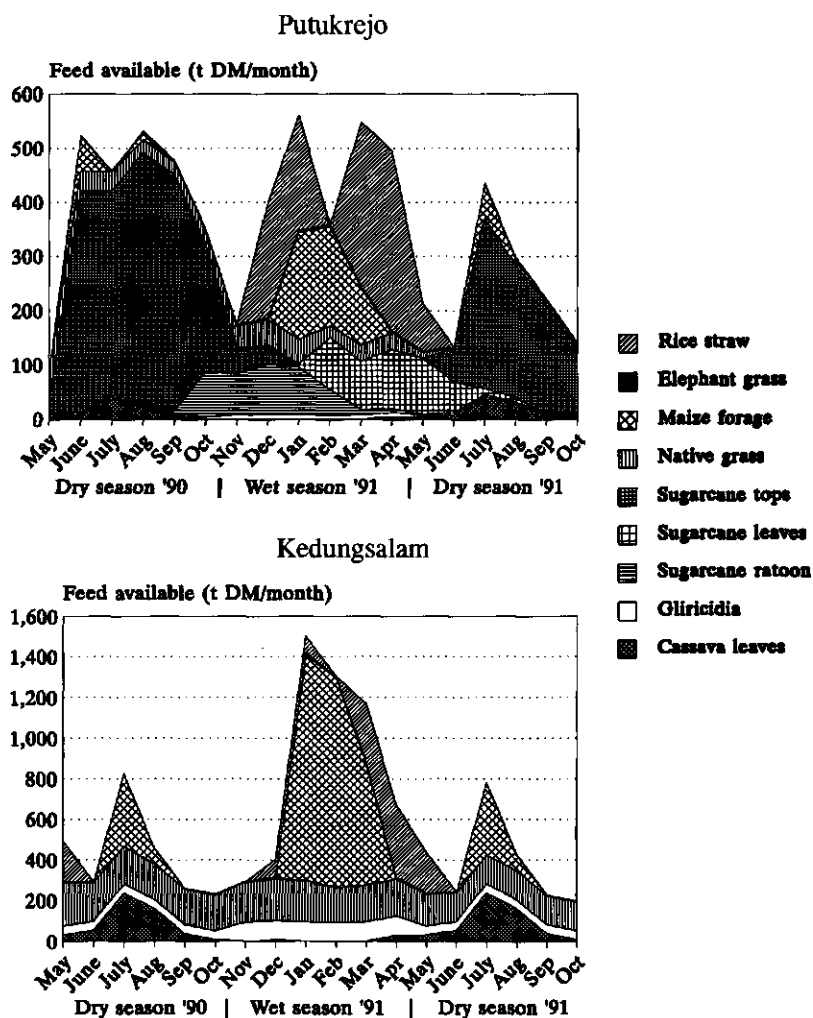 Putukrejo
Feed available (t DM/month)
600
500
400
300
200
100
0
May June July Aug Sep Oct Nov Dec Jan Feb Mar Apr May June July Aug Sep Oct
Dry season '90 | Wet season '91 | Dry season '91
Rice straw
Elephant grass
Maize forage
Native grass
Sugarcane tops
Sugarcane leaves
Sugarcane ratoon
Gliricidia
Cassava leaves
Kedungsalam
Feed available (t DM/month)
1,600
1,400
1,200
1,000
800
600
400
200
0
May June July Aug Sep Oct Nov Dec Jan Feb Mar Apr May June July Aug Sep Oct
Dry season '90 | Wet season '91 | Dry season '91